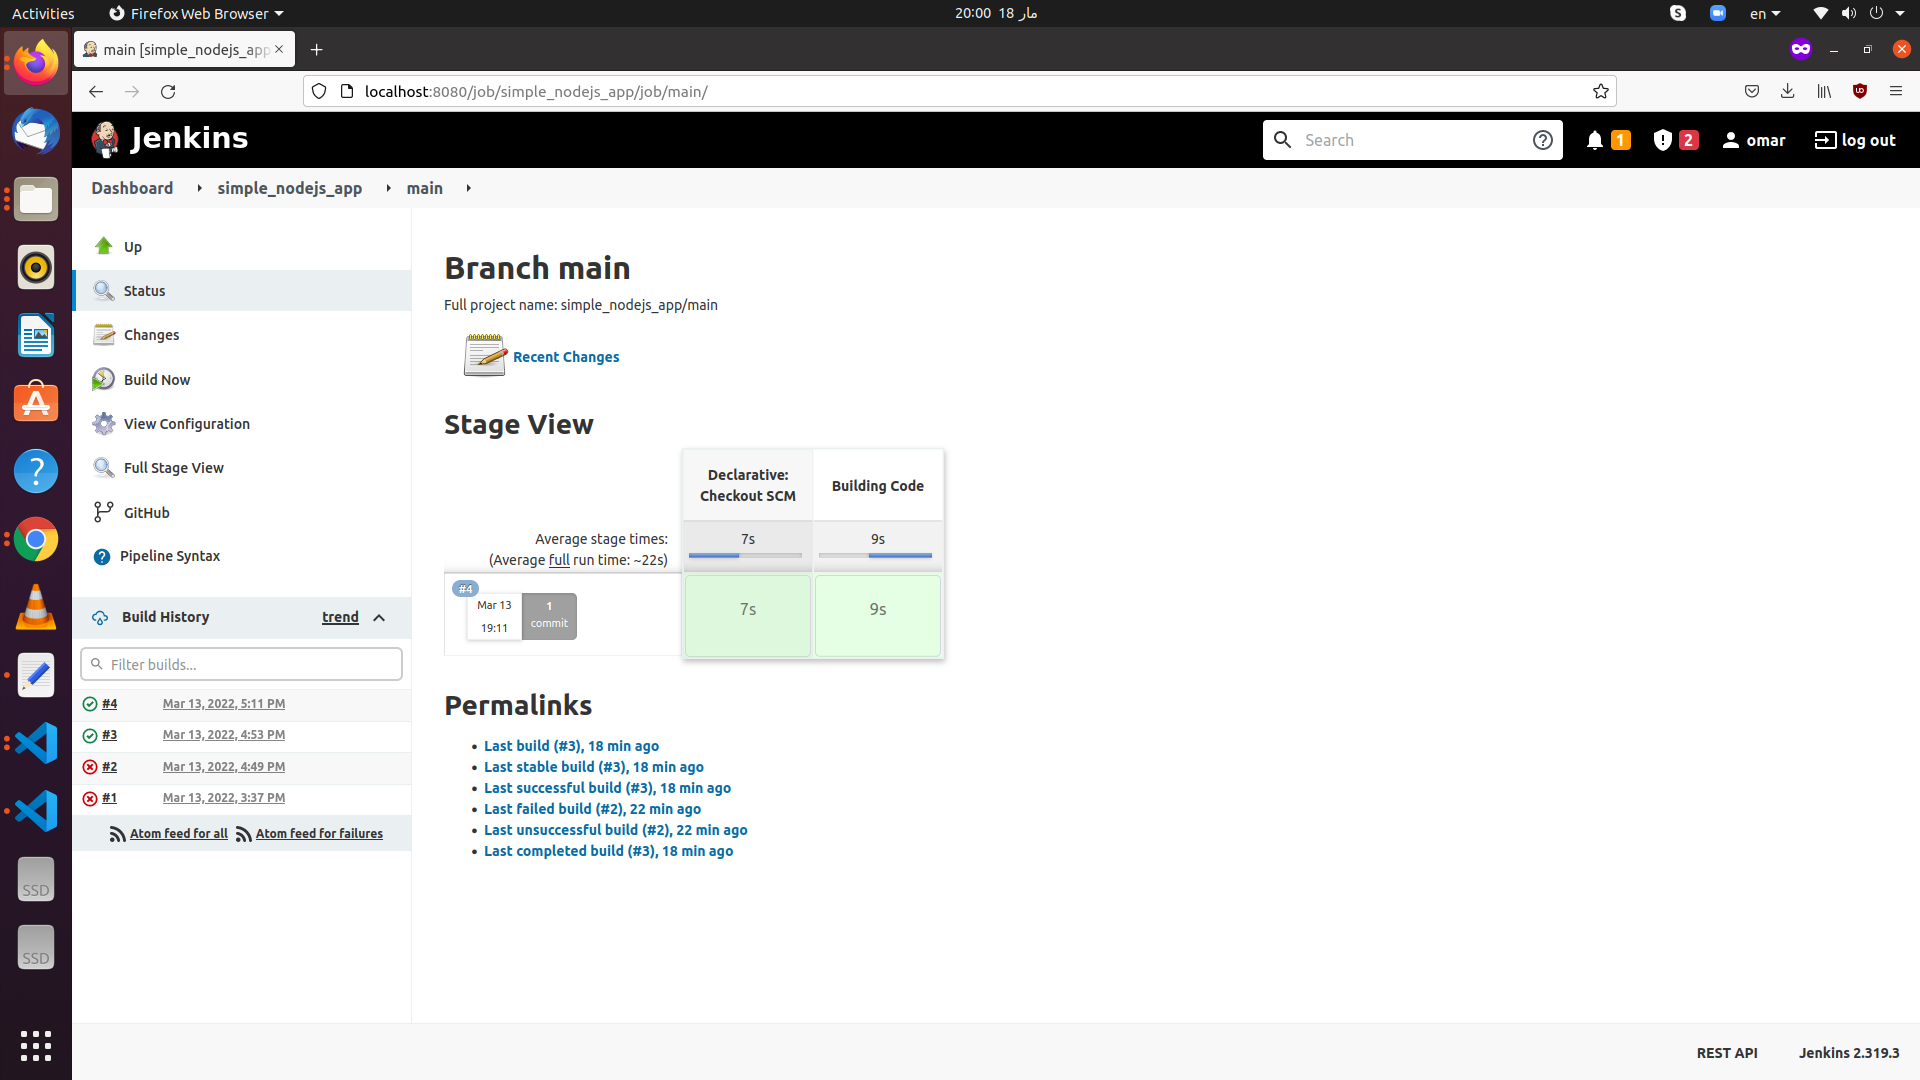 Activities
Firefox Web Browser
20:00 18 مار
en
main [simple_nodejs_app
localhost:8080/job/simple_nodejs_app/job/main/
Jenkins
Search
1
2
omar
log out
Dashboard
simple_nodejs_app
main
Up
Status
Changes
Build Now
View Configuration
Full Stage View
GitHub
Pipeline Syntax
Build History
trend
Filter builds...
#4 Mar 13, 2022, 5:11 PM
#3 Mar 13, 2022, 4:53 PM
#2 Mar 13, 2022, 4:49 PM
#1 Mar 13, 2022, 3:37 PM
Atom feed for all
Atom feed for failures
Branch main
Full project name: simple_nodejs_app/main
Recent Changes
Stage View
Declarative:
Checkout SCM
Building Code
Average stage times:
(Average full run time: ~22s)
7s
9s
#4
Mar 13
19:11
1
commit
7s
9s
Permalinks
Last build (#3), 18 min ago
Last stable build (#3), 18 min ago
Last successful build (#3), 18 min ago
Last failed build (#2), 22 min ago
Last unsuccessful build (#2), 22 min ago
Last completed build (#3), 18 min ago
SSD
SSD
REST API
Jenkins 2.319.3